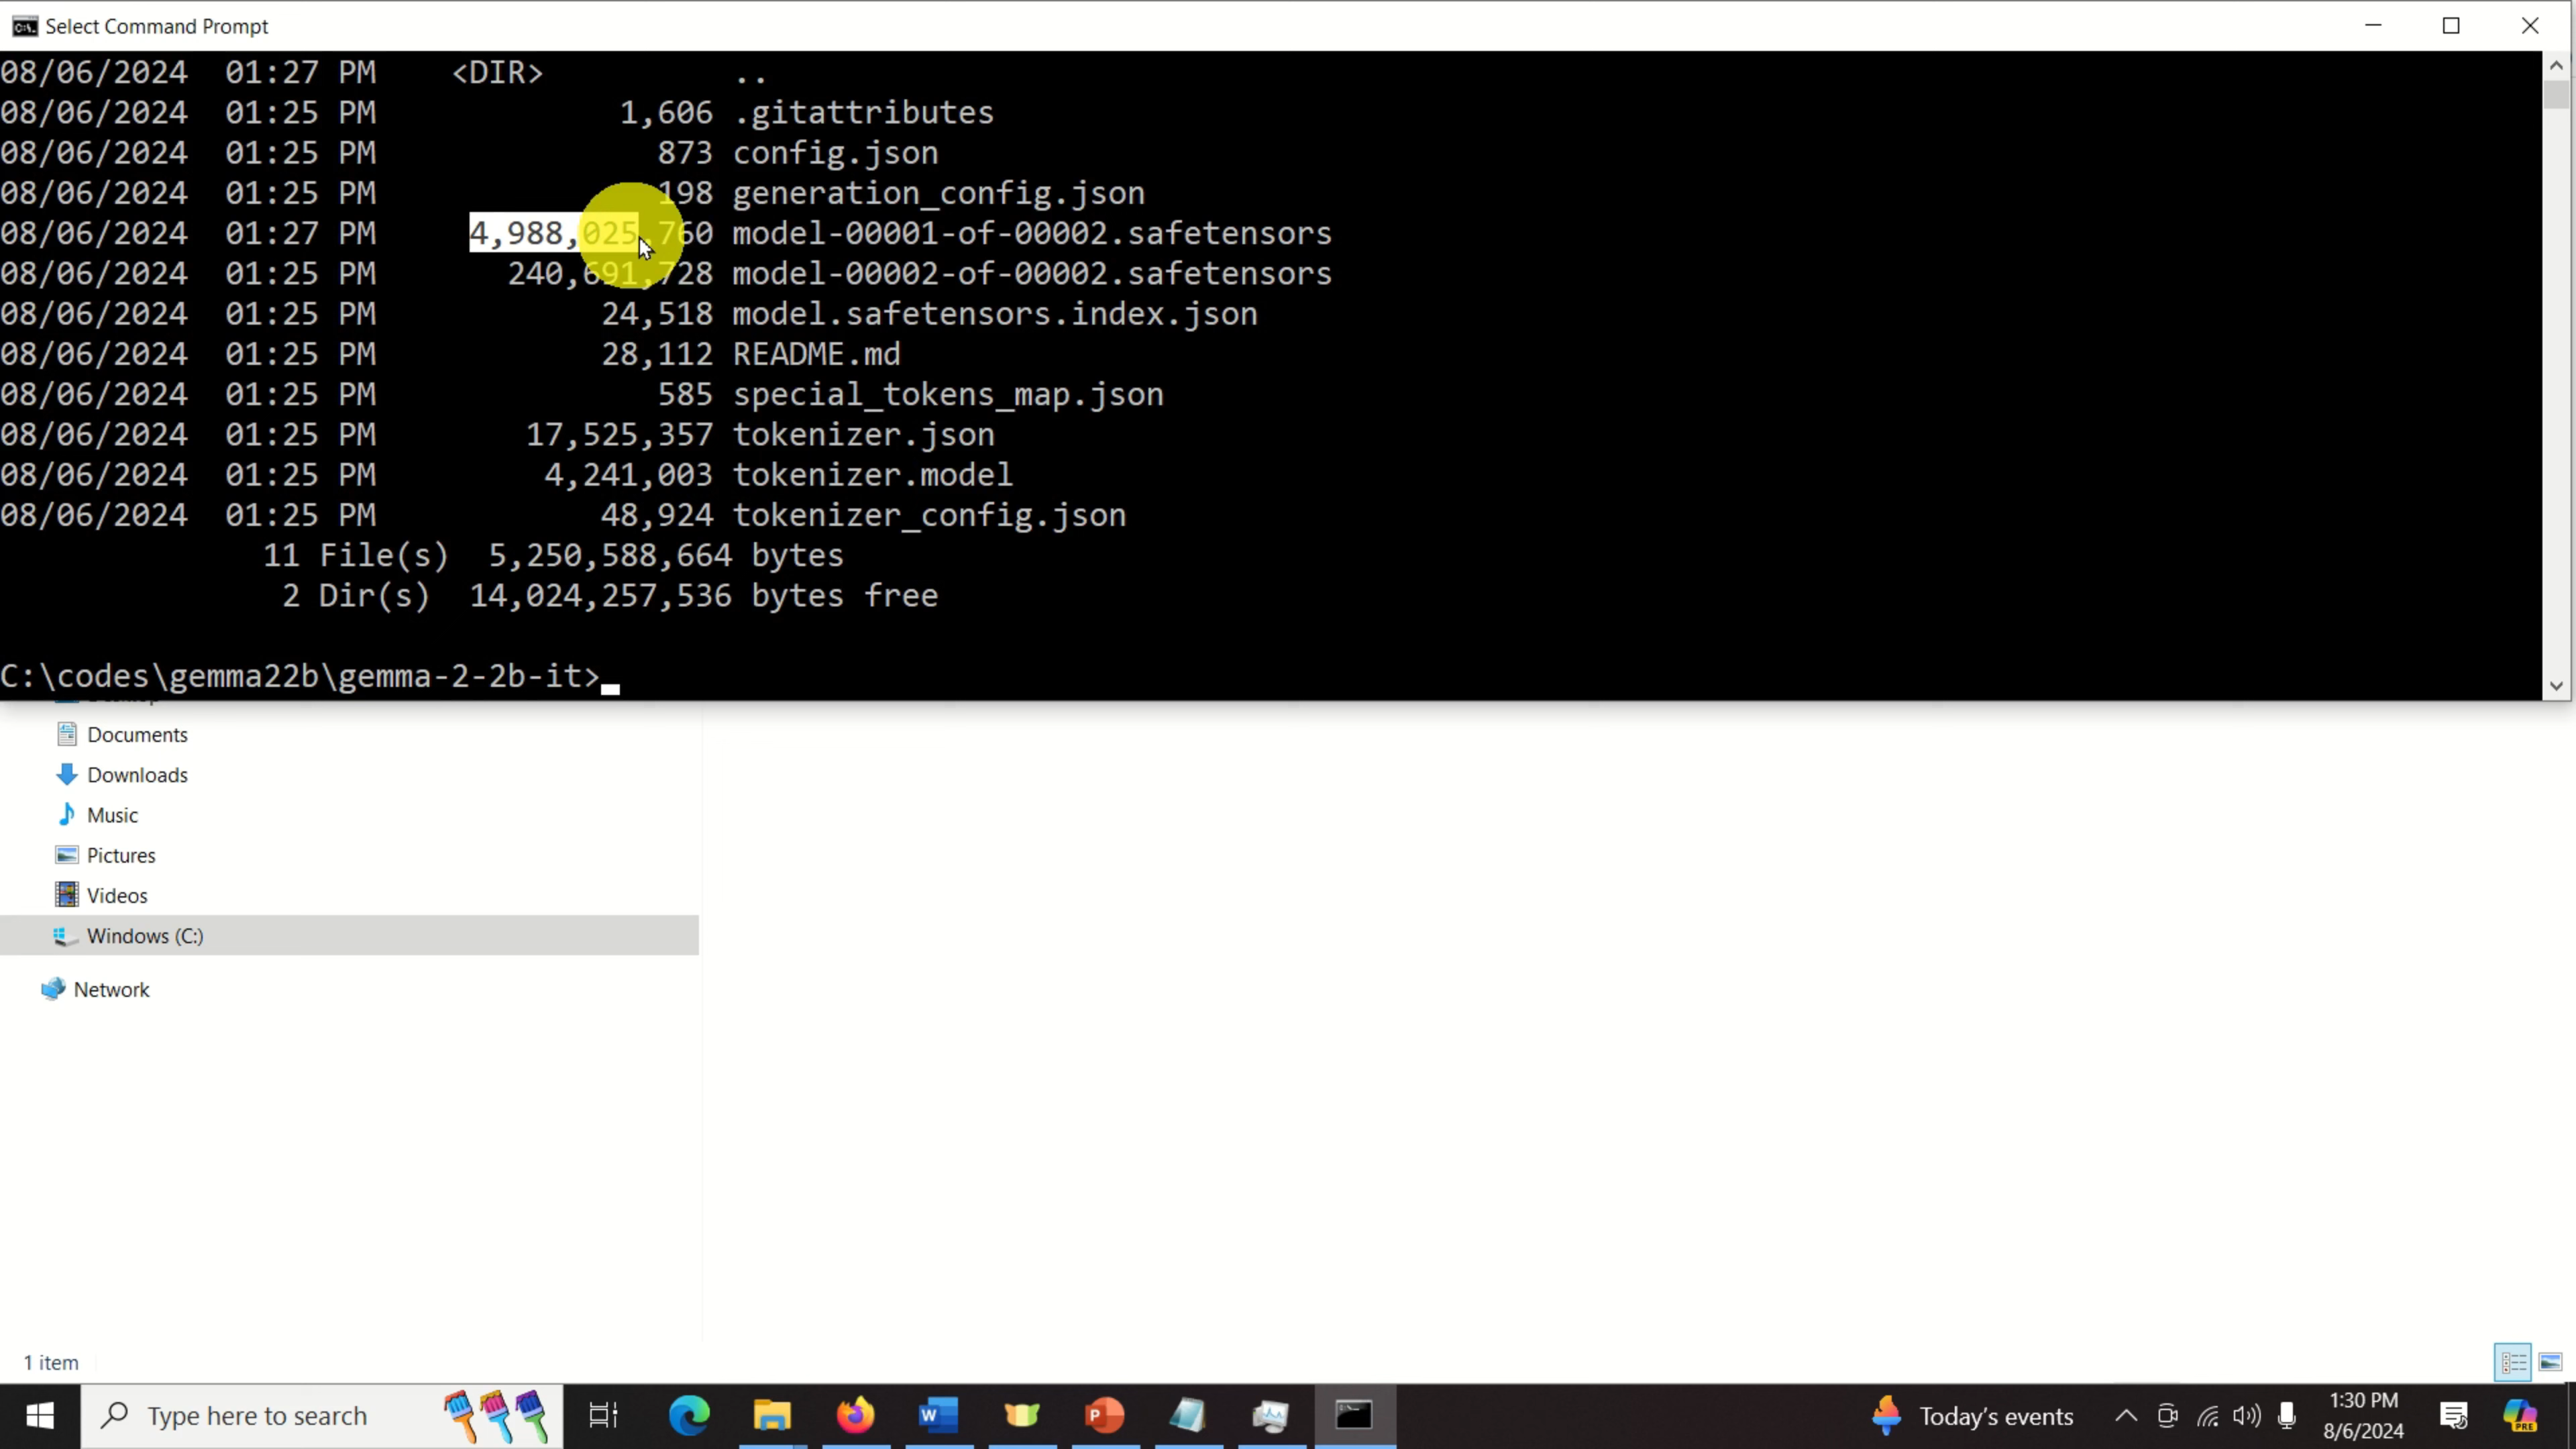 Select Command Prompt
08/06/2024 01:27 PM <DIR> ..
08/06/2024 01:25 PM 1,606 .gitattributes
08/06/2024 01:25 PM 873 config.json
08/06/2024 01:25 PM 198 generation_config.json
08/06/2024 01:27 PM 4,988,025,760 model-00001-of-00002.safetensors
08/06/2024 01:25 PM 240,691,728 model-00002-of-00002.safetensors
08/06/2024 01:25 PM 24,518 model.safetensors.index.json
08/06/2024 01:25 PM 28,112 README.md
08/06/2024 01:25 PM 585 special_tokens_map.json
08/06/2024 01:25 PM 17,525,357 tokenizer.json
08/06/2024 01:25 PM 4,241,003 tokenizer.model
08/06/2024 01:25 PM 48,924 tokenizer_config.json
11 File(s) 5,250,588,664 bytes
2 Dir(s) 14,024,257,536 bytes free
C:\codes\gemma22b\gemma-2-2b-it>
Documents
Downloads
Music
Pictures
Videos
Windows (C:)
Network
1 item
Type here to search
Today's events
1:30 PM
8/6/2024